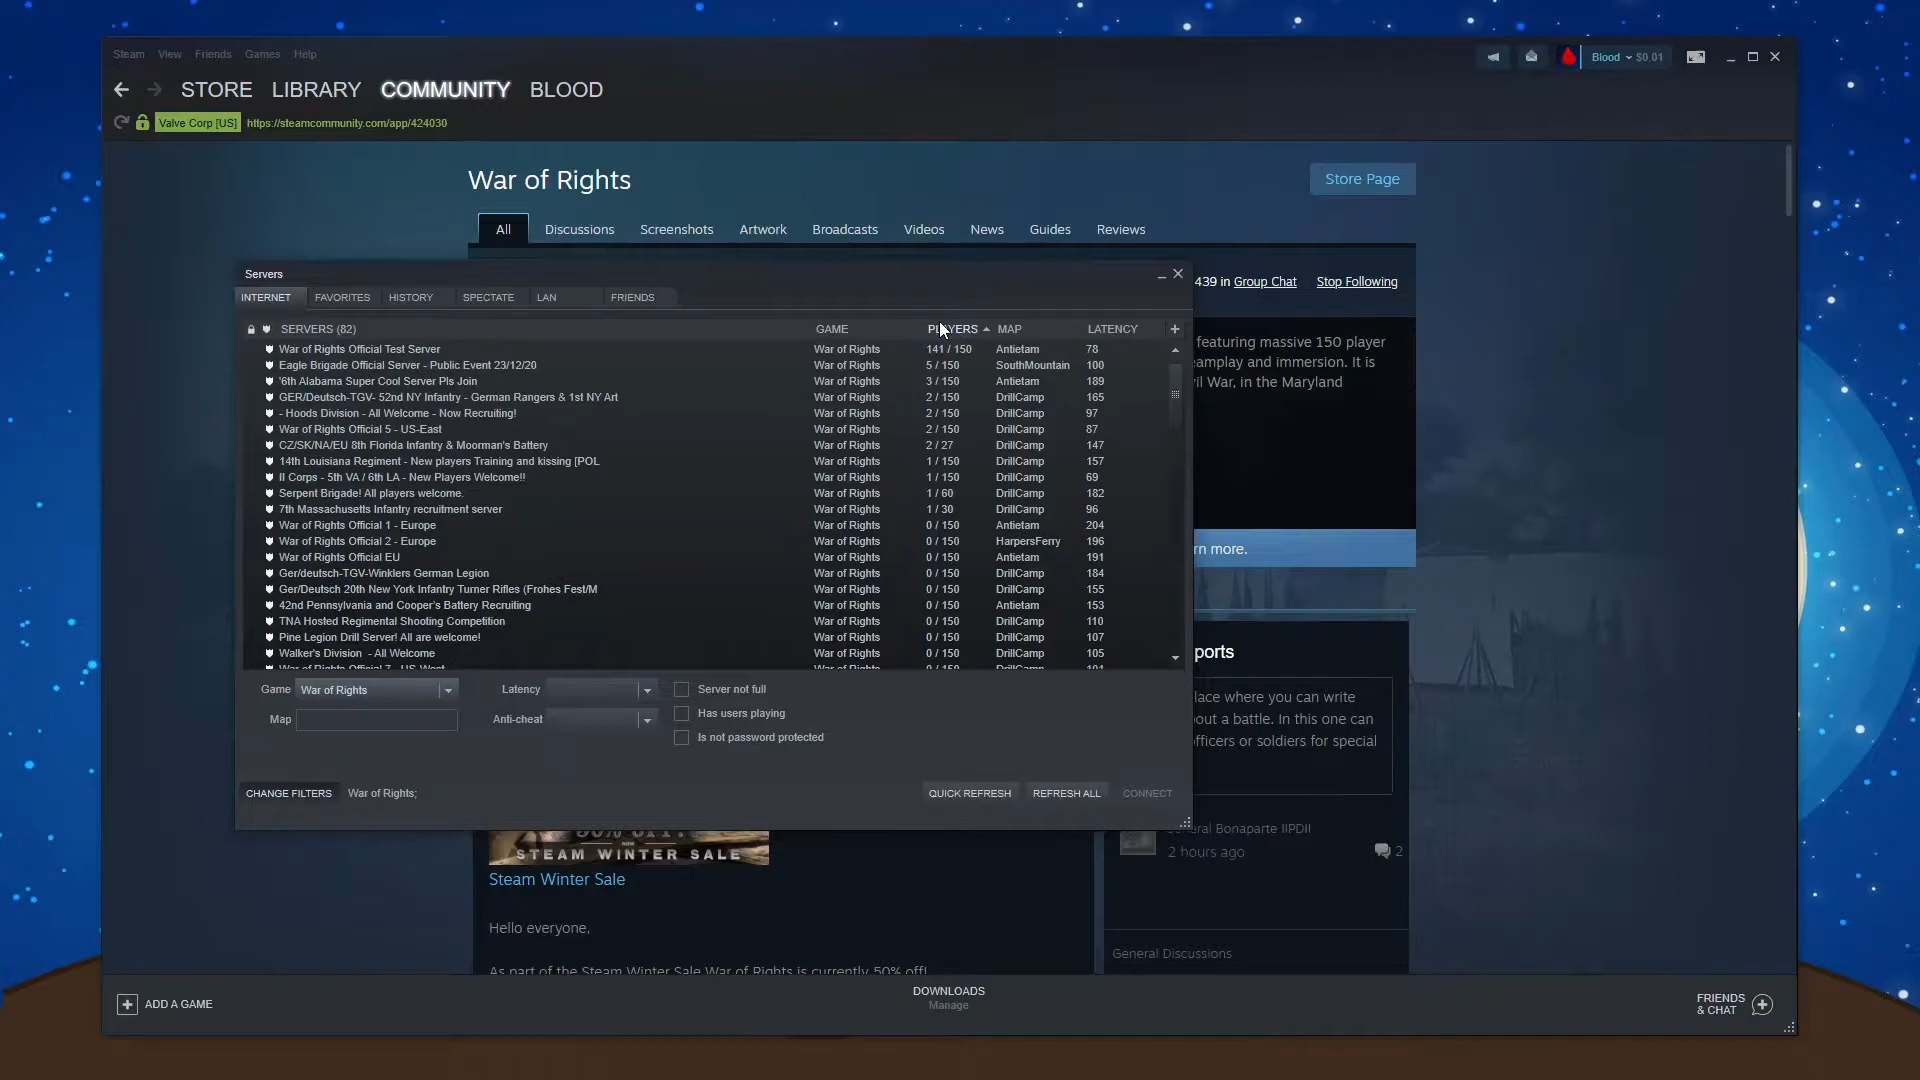 Steam View Friends Games Help
Blood $0.01
STORE LIBRARY COMMUNITY BLOOD
Valve Corp [US] https://steamcommunity.com/app/424030
War of Rights
Store Page
All Discussions Screenshots Artwork Broadcasts Videos News Guides Reviews
439 in Group Chat Stop Following
featuring massive 150 player
eamplay and immersion. It is
vil War, in the Maryland
rn more.
Servers
INTERNET FAVORITES HISTORY SPECTATE LAN FRIENDS
SERVERS (82) GAME PLAYERS MAP LATENCY +
War of Rights Official Test Server War of Rights 141 / 150 Antietam 78
Eagle Brigade Official Server - Public Event 23/12/20 War of Rights 5 / 150 SouthMountain 100
'6th Alabama Super Cool Server Pls Join War of Rights 3 / 150 Antietam 189
GER/Deutsch-TGV- 52nd NY Infantry - German Rangers & 1st NY Art War of Rights 2 / 150 DrillCamp 165
- Hoods Division - All Welcome - Now Recruiting! War of Rights 2 / 150 DrillCamp 97
War of Rights Official 5 - US-East War of Rights 2 / 150 DrillCamp 87
CZ/SK/NA/EU 8th Florida Infantry & Moorman's Battery War of Rights 2 / 27 DrillCamp 147
14th Louisiana Regiment - New players Training and kissing [POL War of Rights 1 / 150 DrillCamp 157
II Corps - 5th VA / 6th LA - New Players Welcome!! War of Rights 1 / 150 DrillCamp 69
Serpent Brigade! All players welcome. War of Rights 1 / 60 DrillCamp 182
7th Massachusetts Infantry recruitment server War of Rights 1 / 30 DrillCamp 96
War of Rights Official 1 - Europe War of Rights 0 / 150 Antietam 204
War of Rights Official 2 - Europe War of Rights 0 / 150 HarpersFerry 196
War of Rights Official EU War of Rights 0 / 150 Antietam 191
Ger/deutsch-TGV-Winklers German Legion War of Rights 0 / 150 DrillCamp 184
Ger/Deutsch 20th New York Infantry Turner Rifles (Frohes Fest/M War of Rights 0 / 150 DrillCamp 155
42nd Pennsylvania and Cooper's Battery Recruiting War of Rights 0 / 150 Antietam 153
TNA Hosted Regimental Shooting Competition War of Rights 0 / 150 DrillCamp 110
Pine Legion Drill Server! All are welcome! War of Rights 0 / 150 DrillCamp 107
Walker's Division - All Welcome War of Rights 0 / 150 DrillCamp 105
War of Rights Official 7 - US-West War of Rights 0 / 150 DrillCamp 101
Game War of Rights Latency Server not full
Map Anti-cheat Has users playing
Is not password protected
CHANGE FILTERS War of Rights; QUICK REFRESH REFRESH ALL CONNECT
ports
lace where you can write
out a battle. In this one can
fficers or soldiers for special
eral Bonaparte IIPDII
2 hours ago 2
General Discussions
STEAM WINTER SALE
Steam Winter Sale
Hello everyone,
As part of the Steam Winter Sale War of Rights is currently 50% off!
ADD A GAME
DOWNLOADS
Manage
FRIENDS
& CHAT